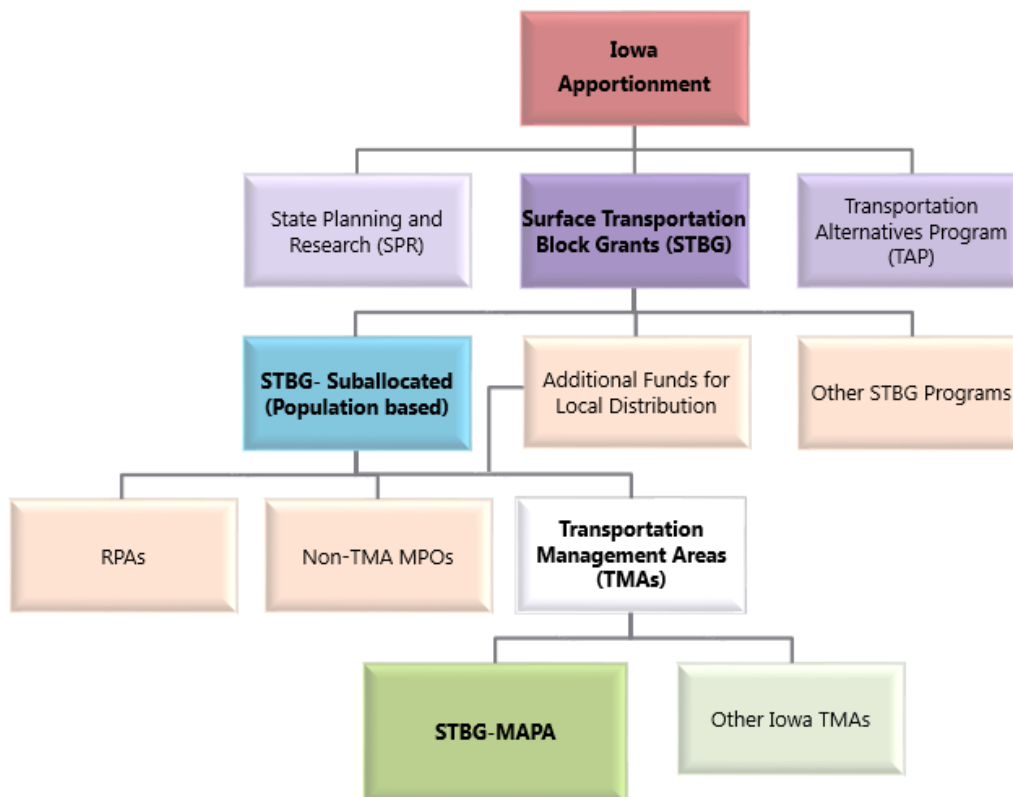 Iowa
Apportionment
State Planning and
Research (SPR)
Surface Transportation
Block Grants (STBG)
Transportation
Alternatives Program
(TAP)
STBG- Suballocated
(Population based)
Additional Funds for
Local Distribution
Other STBG Programs
RPAs
Non-TMA MPOs
Transportation
Management Areas
(TMAs)
STBG-MAPA
Other Iowa TMAs